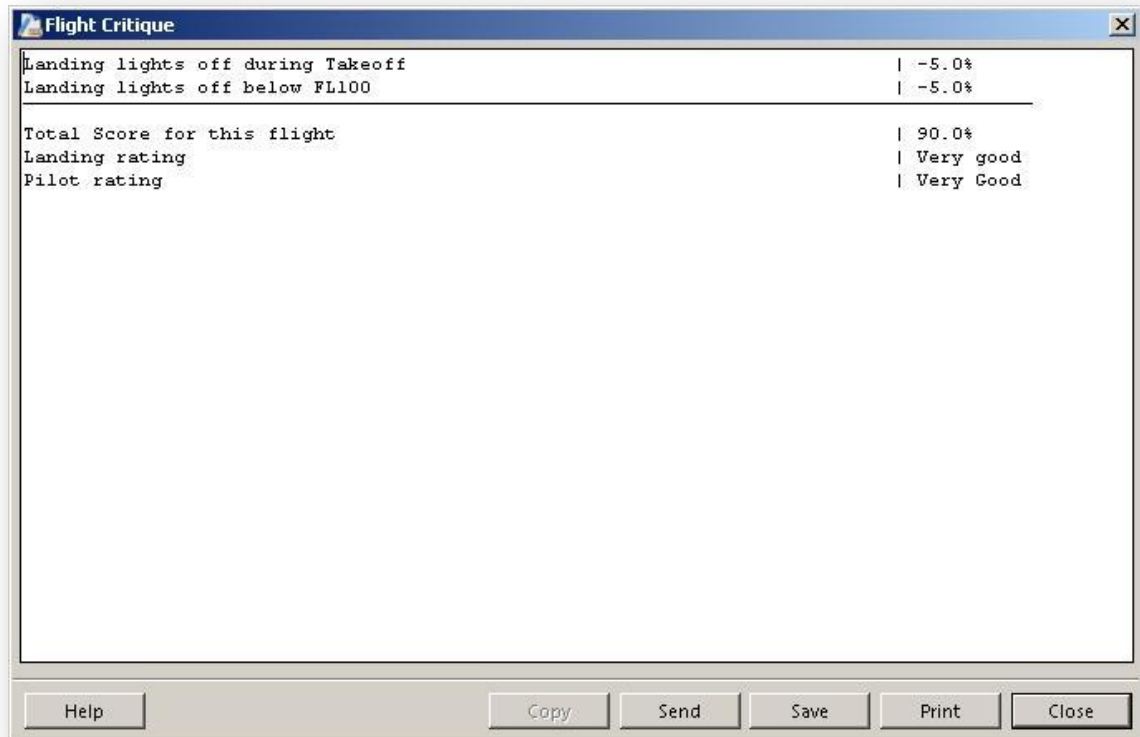 Flight Critique
Landing lights off during Takeoff | -5.0%
Landing lights off below FL100 | -5.0%
Total Score for this flight | 90.0%
Landing rating | Very good
Pilot rating | Very Good
Help Copy Send Save Print Close